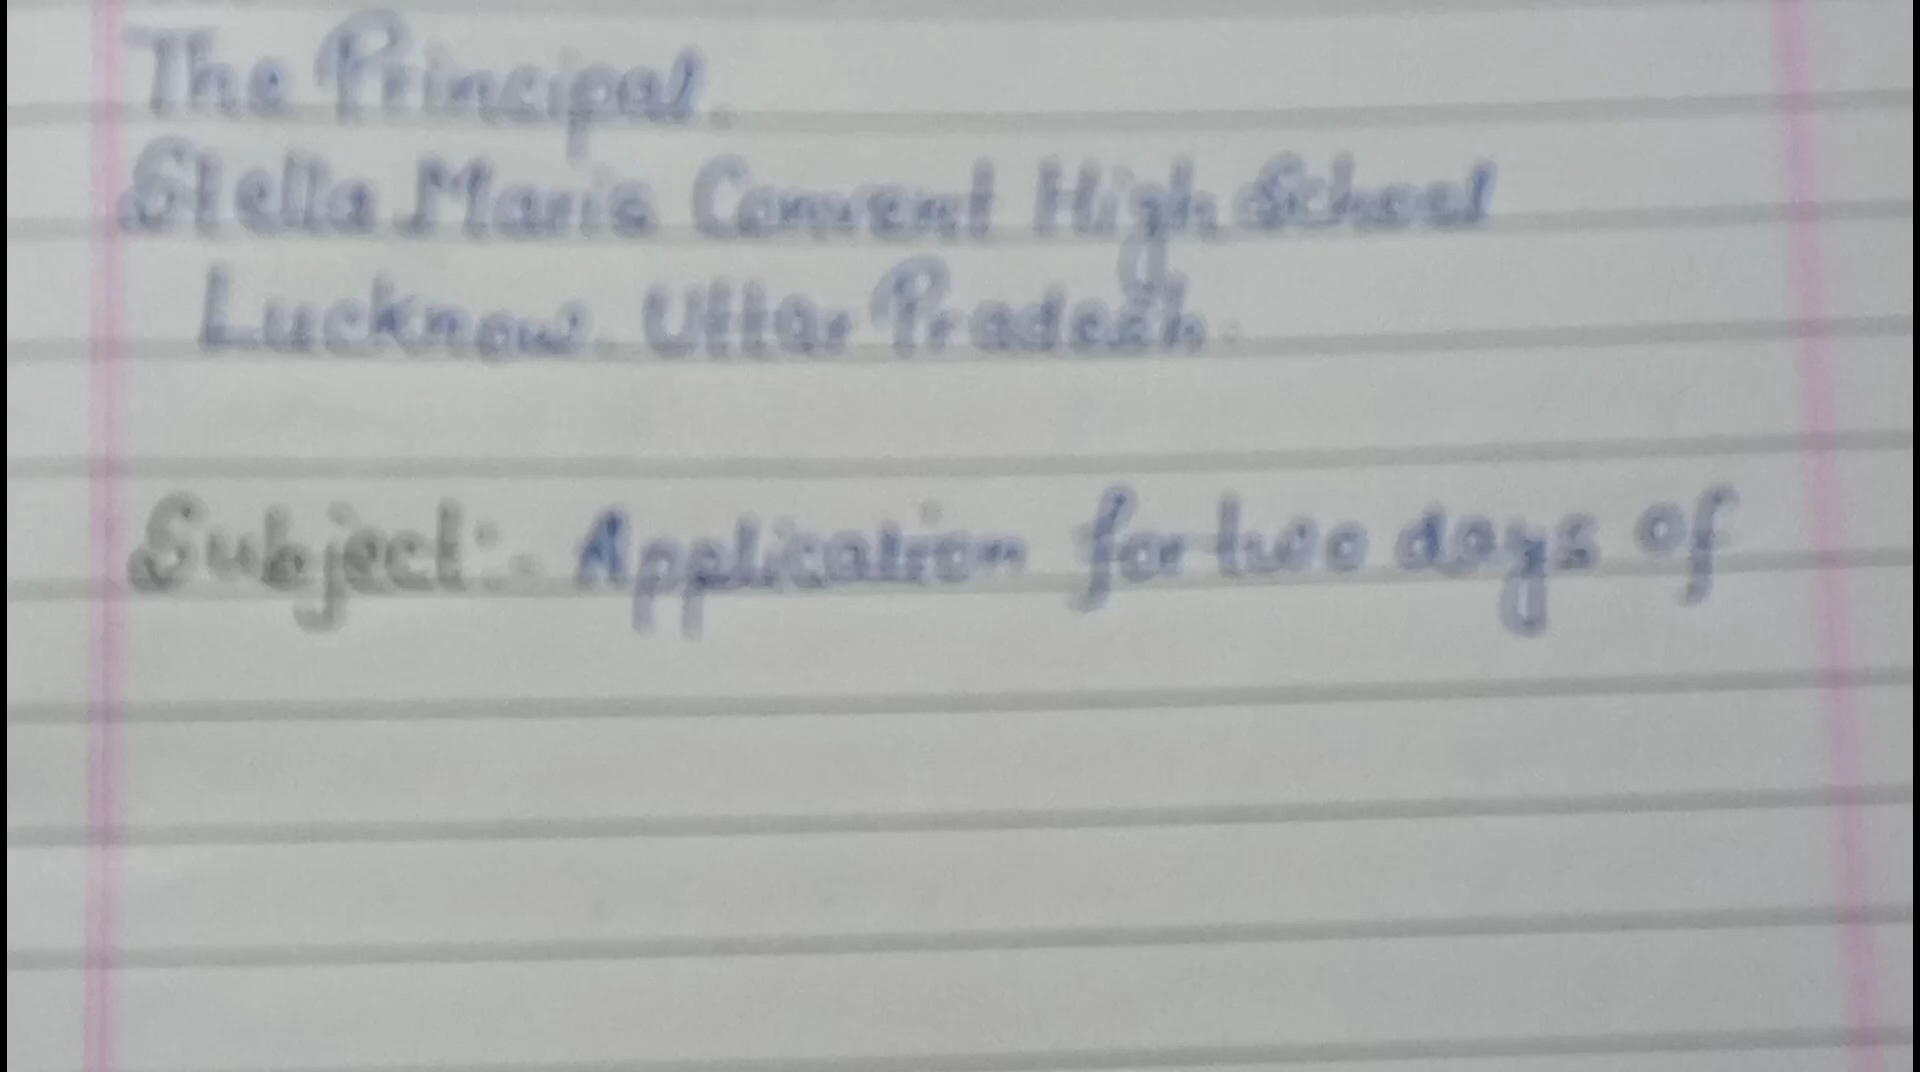 The Principal.
Stella Maris Convent High School
Lucknow. Uttar Pradesh.
Subject:- Application for two days of